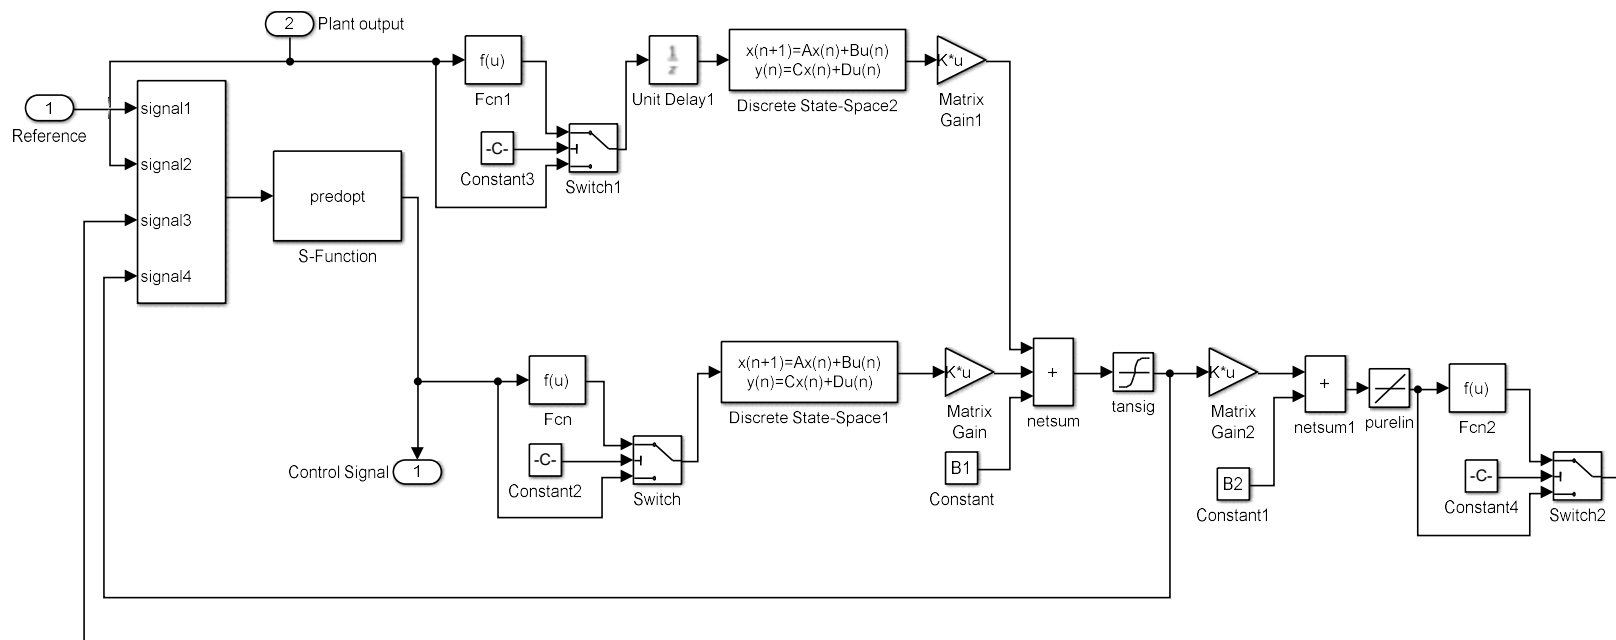 2
Plant output
f(u)
Fcn1
1
z
Unit Delay1
x(n+1)=Ax(n)+Bu(n)
y(n)=Cx(n)+Du(n)
Discrete State-Space2
K*u
Matrix
Gain1
1
Reference
signal1
signal2
signal3
signal4
-C-
Constant3
Switch1
predopt
S-Function
f(u)
Fcn
-C-
Constant2
Switch
x(n+1)=Ax(n)+Bu(n)
y(n)=Cx(n)+Du(n)
Discrete State-Space1
K*u
Matrix
Gain
B1
Constant
+
netsum
tansig
K*u
Matrix
Gain2
B2
Constant1
+
netsum1
purelin
f(u)
Fcn2
-C-
Constant4
Switch2
Control Signal
1